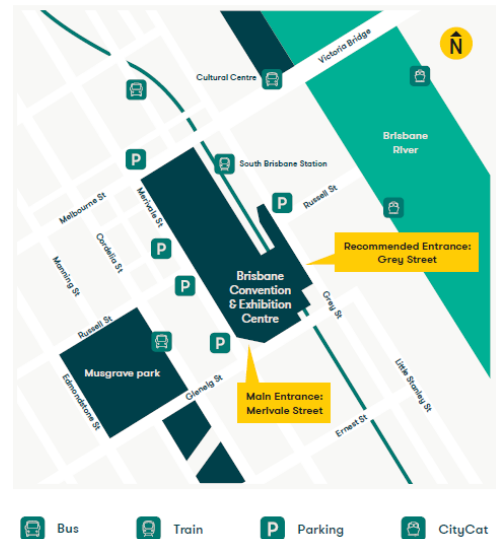 N
Victoria Bridge
Cultural Centre
Brisbane
River
P
South Brisbane Station
P
Russell St
Melbourne St
Merivale St
Cordelia St
Manning St
P
Recommended Entrance:
Grey Street
P
Brisbane
Convention
& Exhibition
Centre
Grey St
Russell St
P
Musgrave park
Edmondstone St
Glenelg St
Main Entrance:
Merivale Street
Little Stanley St
Ernest St
Bus
Train
P
Parking
CityCat